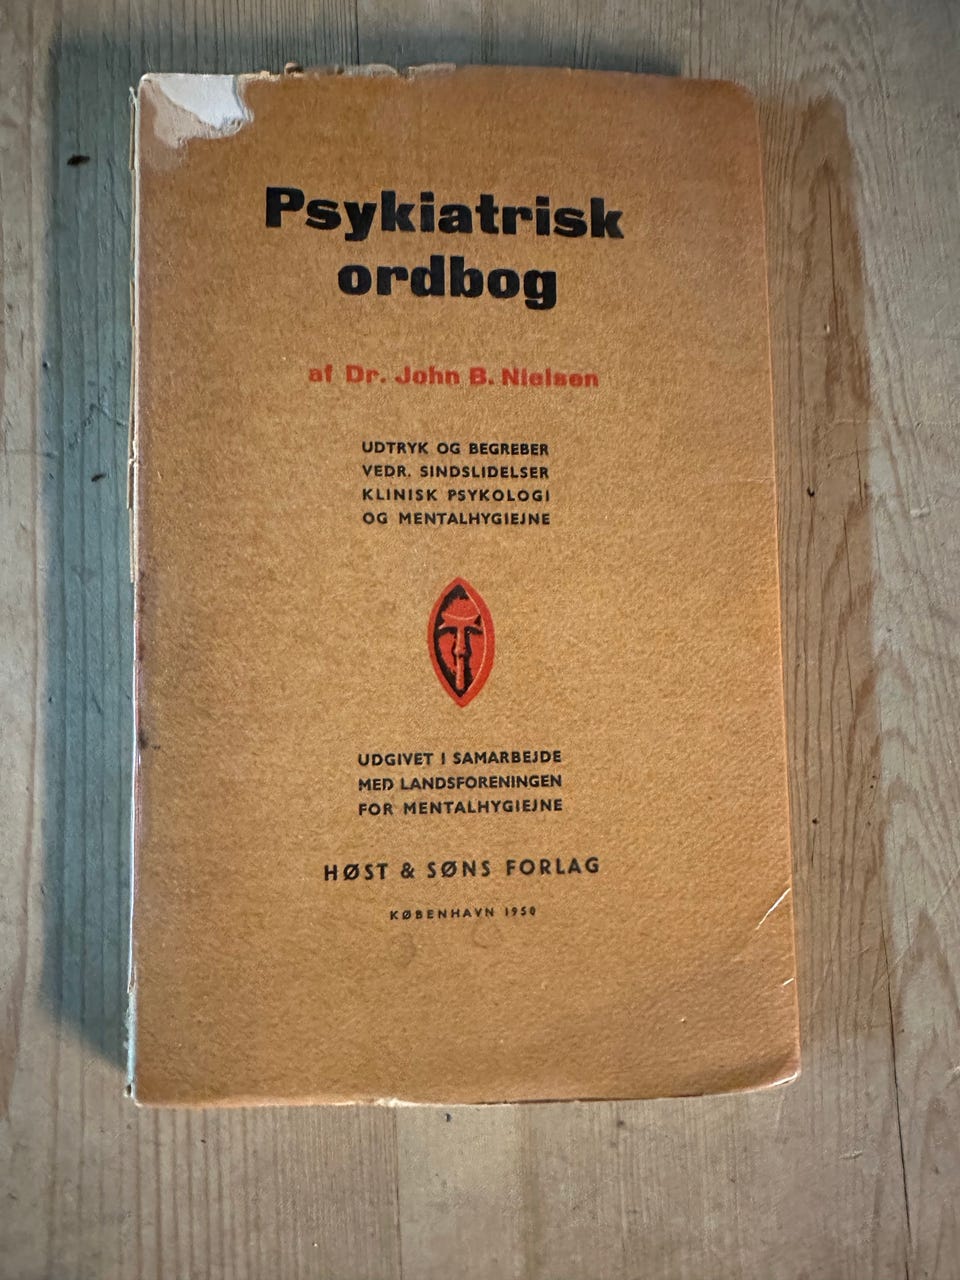 Psykiatrisk
ordbog
af Dr. John B. Nielsen
UDTRYK OG BEGREBER
VEDR. SINDSLIDELSER
KLINISK PSYKOLOGI
OG MENTALHYGIEJNE
UDGIVET I SAMARBEJDE
MED LANDSFORENINGEN
FOR MENTALHYGIEJNE
HØST & SØNS FORLAG
KØBENHAVN 1950